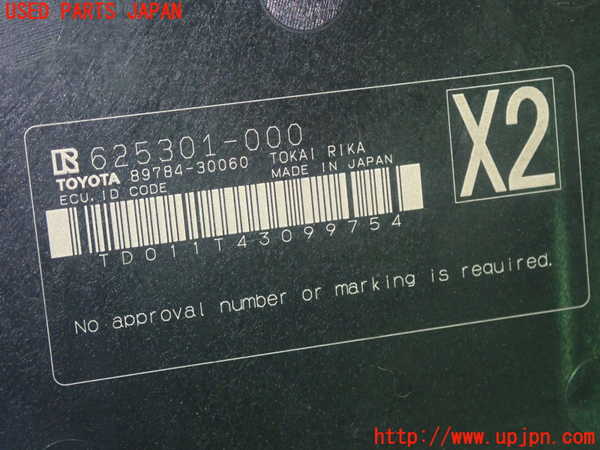 USED PARTS JAPAN
R 625301-000
TOYOTA 89784-30060 TOKAI RIKA
ECU. ID CODE MADE IN JAPAN
X2
TD011T43099754
No approval number or marking is required.
http://www.upjpn.com/